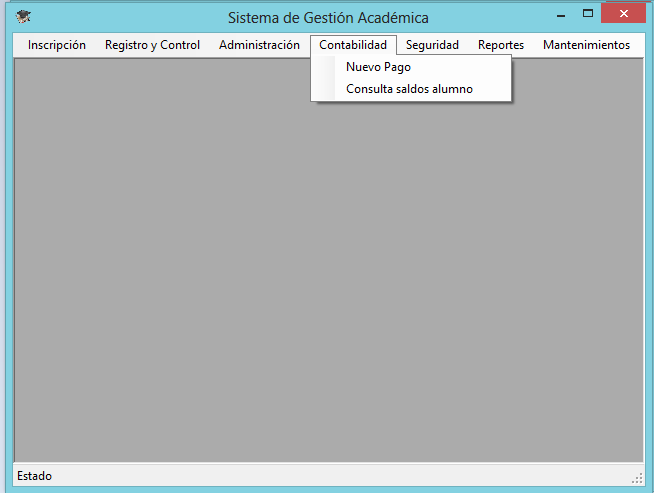 Sistema de Gestión Académica
Inscripción Registro y Control Administración Contabilidad Seguridad Reportes Mantenimientos
Nuevo Pago
Consulta saldos alumno
Estado